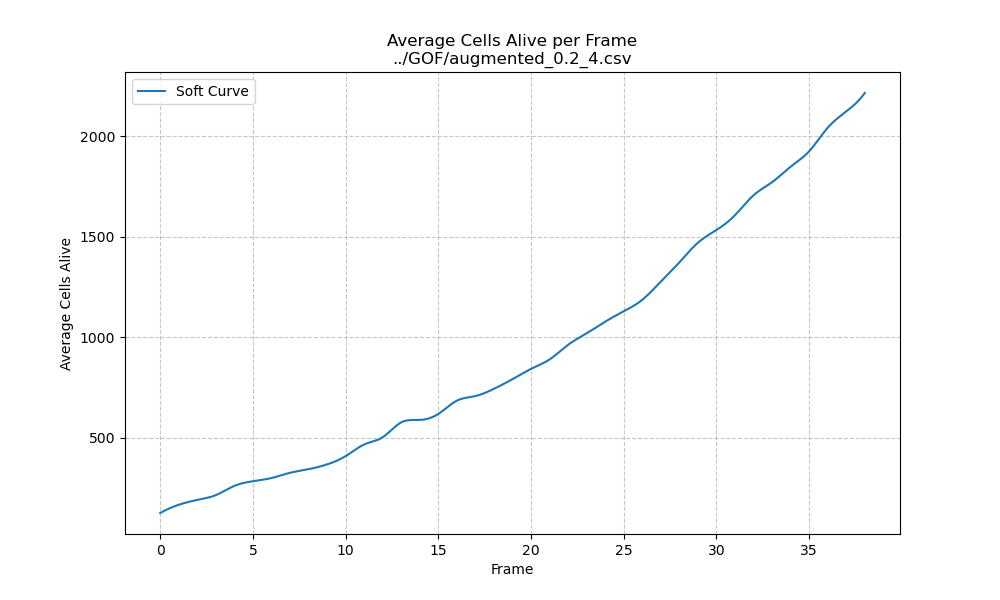 Average Cells Alive per Frame
../GOF/augmented_0.2_4.csv
Soft Curve
Average Cells Alive
2000
1500
1000
500
0 5 10 15 20 25 30 35
Frame